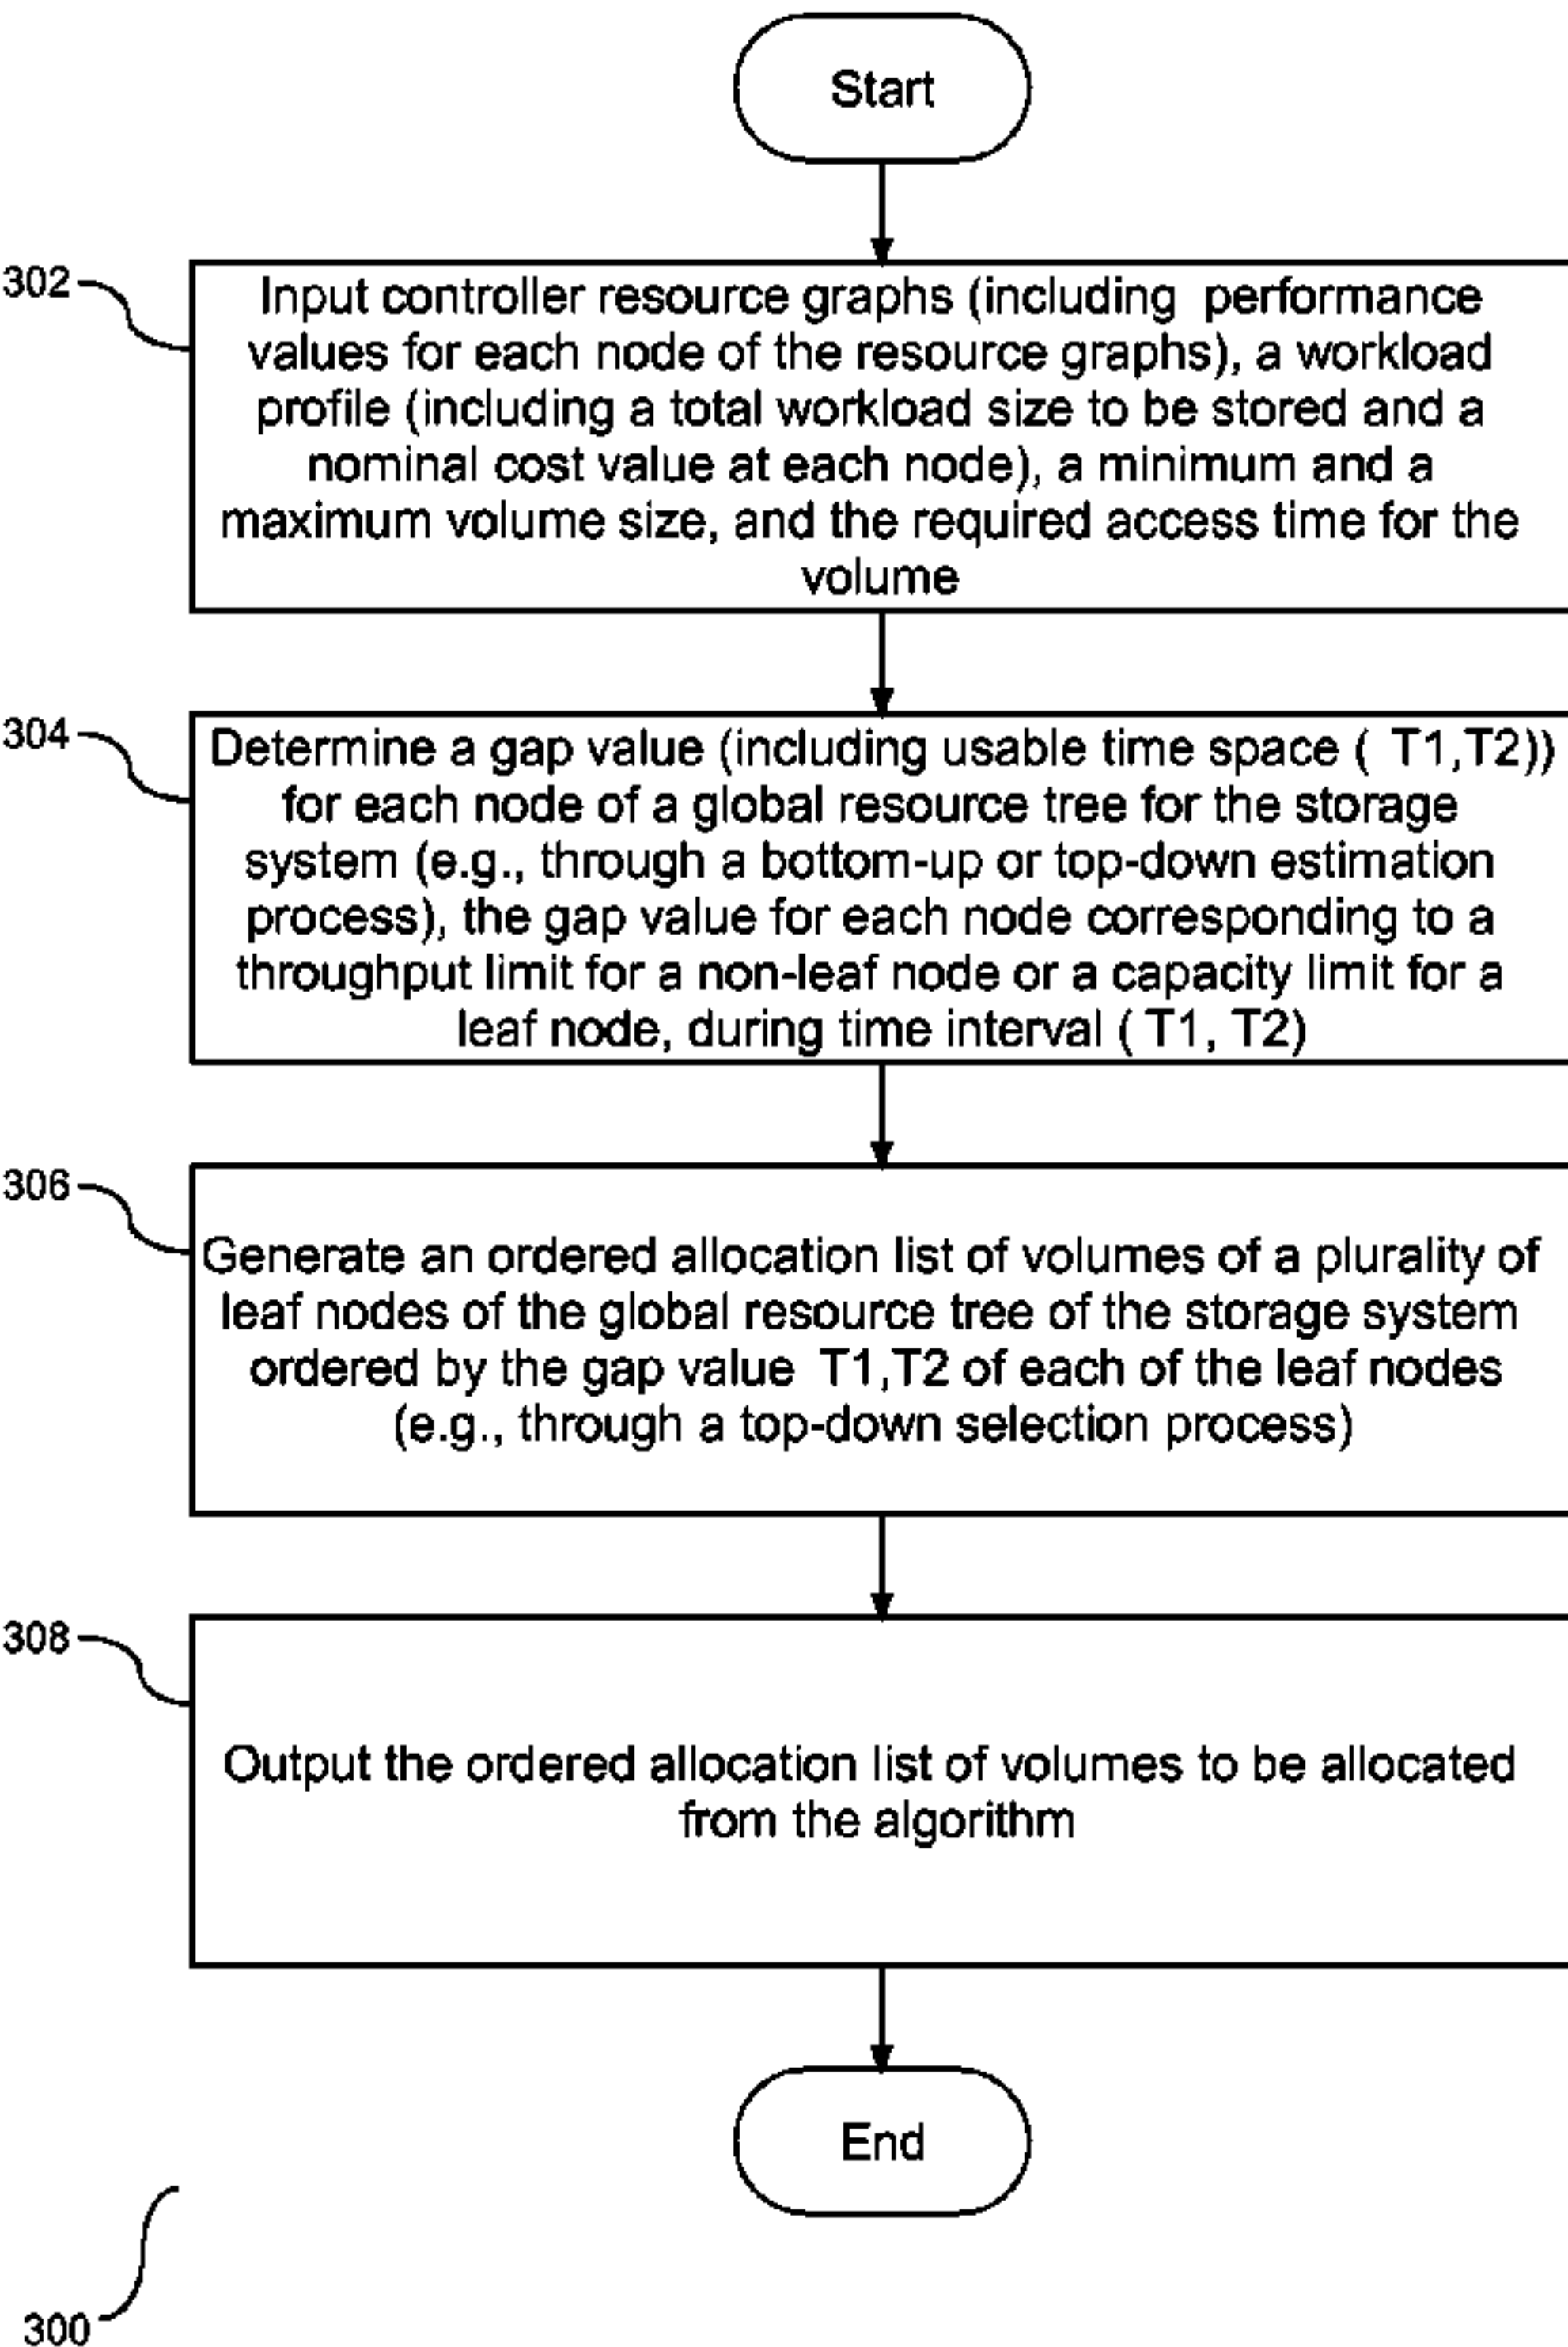 Start
302
Input controller resource graphs (including performance
values for each node of the resource graphs), a workload
profile (including a total workload size to be stored and a
nominal cost value at each node), a minimum and a
maximum volume size, and the required access time for the
volume
304
Determine a gap value (including usable time space ( T1,T2))
for each node of a global resource tree for the storage
system (e.g., through a bottom-up or top-down estimation
process), the gap value for each node corresponding to a
throughput limit for a non-leaf node or a capacity limit for a
leaf node, during time interval ( T1, T2)
306
Generate an ordered allocation list of volumes of a plurality of
leaf nodes of the global resource tree of the storage system
ordered by the gap value T1,T2 of each of the leaf nodes
(e.g., through a top-down selection process)
308
Output the ordered allocation list of volumes to be allocated
from the algorithm
End
300